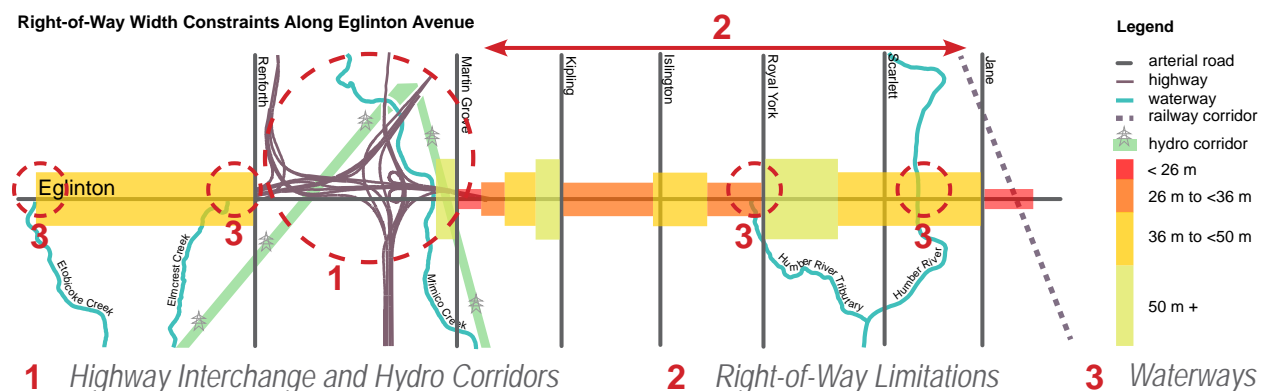 Right-of-Way Width Constraints Along Eglinton Avenue
2
Renforth
Martin Grove
Kipling
Islington
Royal York
Scarlett
Jane
Eglinton
3
3
1
3
3
Etobicoke Creek
Elmcrest Creek
Mimico Creek
Humber River Tributary
Humber River
Legend
arterial road
highway
waterway
railway corridor
hydro corridor
< 26 m
26 m to <36 m
36 m to <50 m
50 m +
1 Highway Interchange and Hydro Corridors
2 Right-of-Way Limitations
3 Waterways